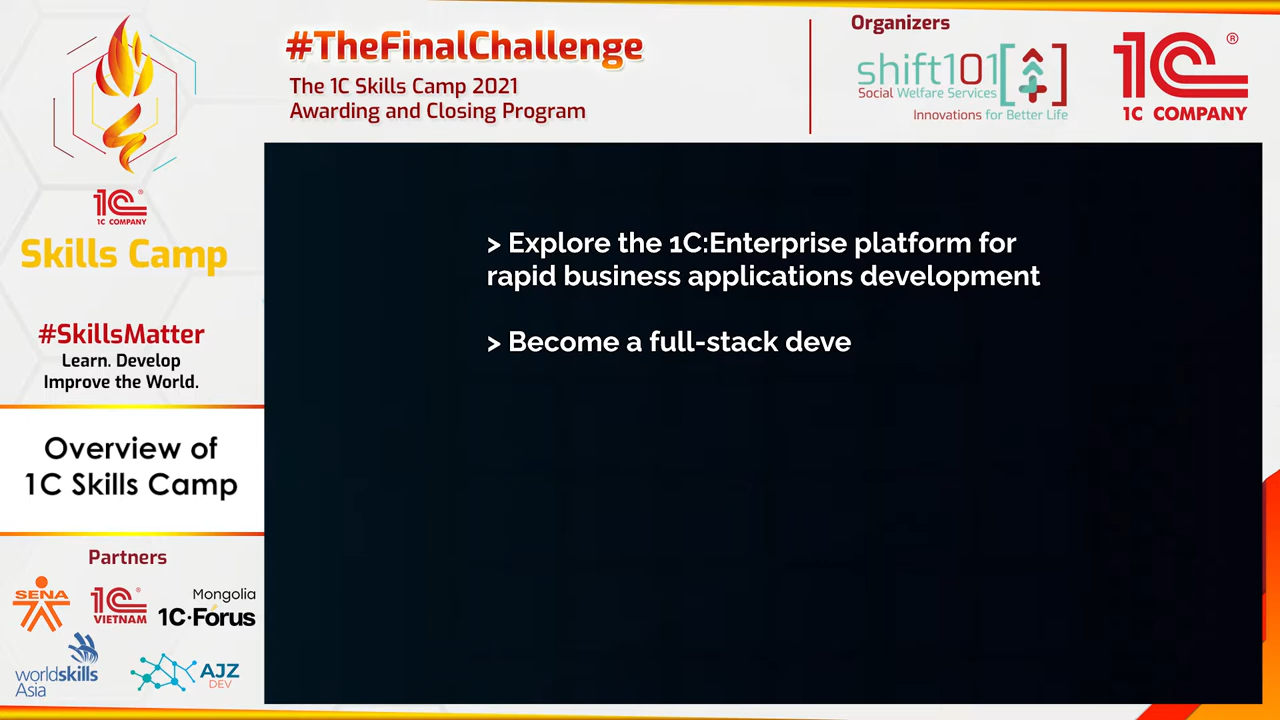 #TheFinalChallenge
The 1C Skills Camp 2021
Awarding and Closing Program
Organizers
shift101
Social Welfare Services
Innovations for Better Life
1C ®
1C COMPANY
1C ®
1C COMPANY
Skills Camp
#SkillsMatter
Learn. Develop
Improve the World.
Overview of
1C Skills Camp
Partners
SENA
1C ®
VIETNAM
Mongolia
1C·Fórus
worldskills
Asia
AJZ
DEV
> Explore the 1C:Enterprise platform for
rapid business applications development
> Become a full-stack deve